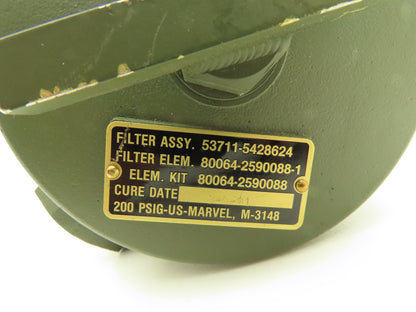 FILTER ASSY. 53711-5428624
FILTER ELEM. 80064-2590088-1
ELEM. KIT 80064-2590088
CURE DATE
200 PSIG-US-MARVEL, M-3148